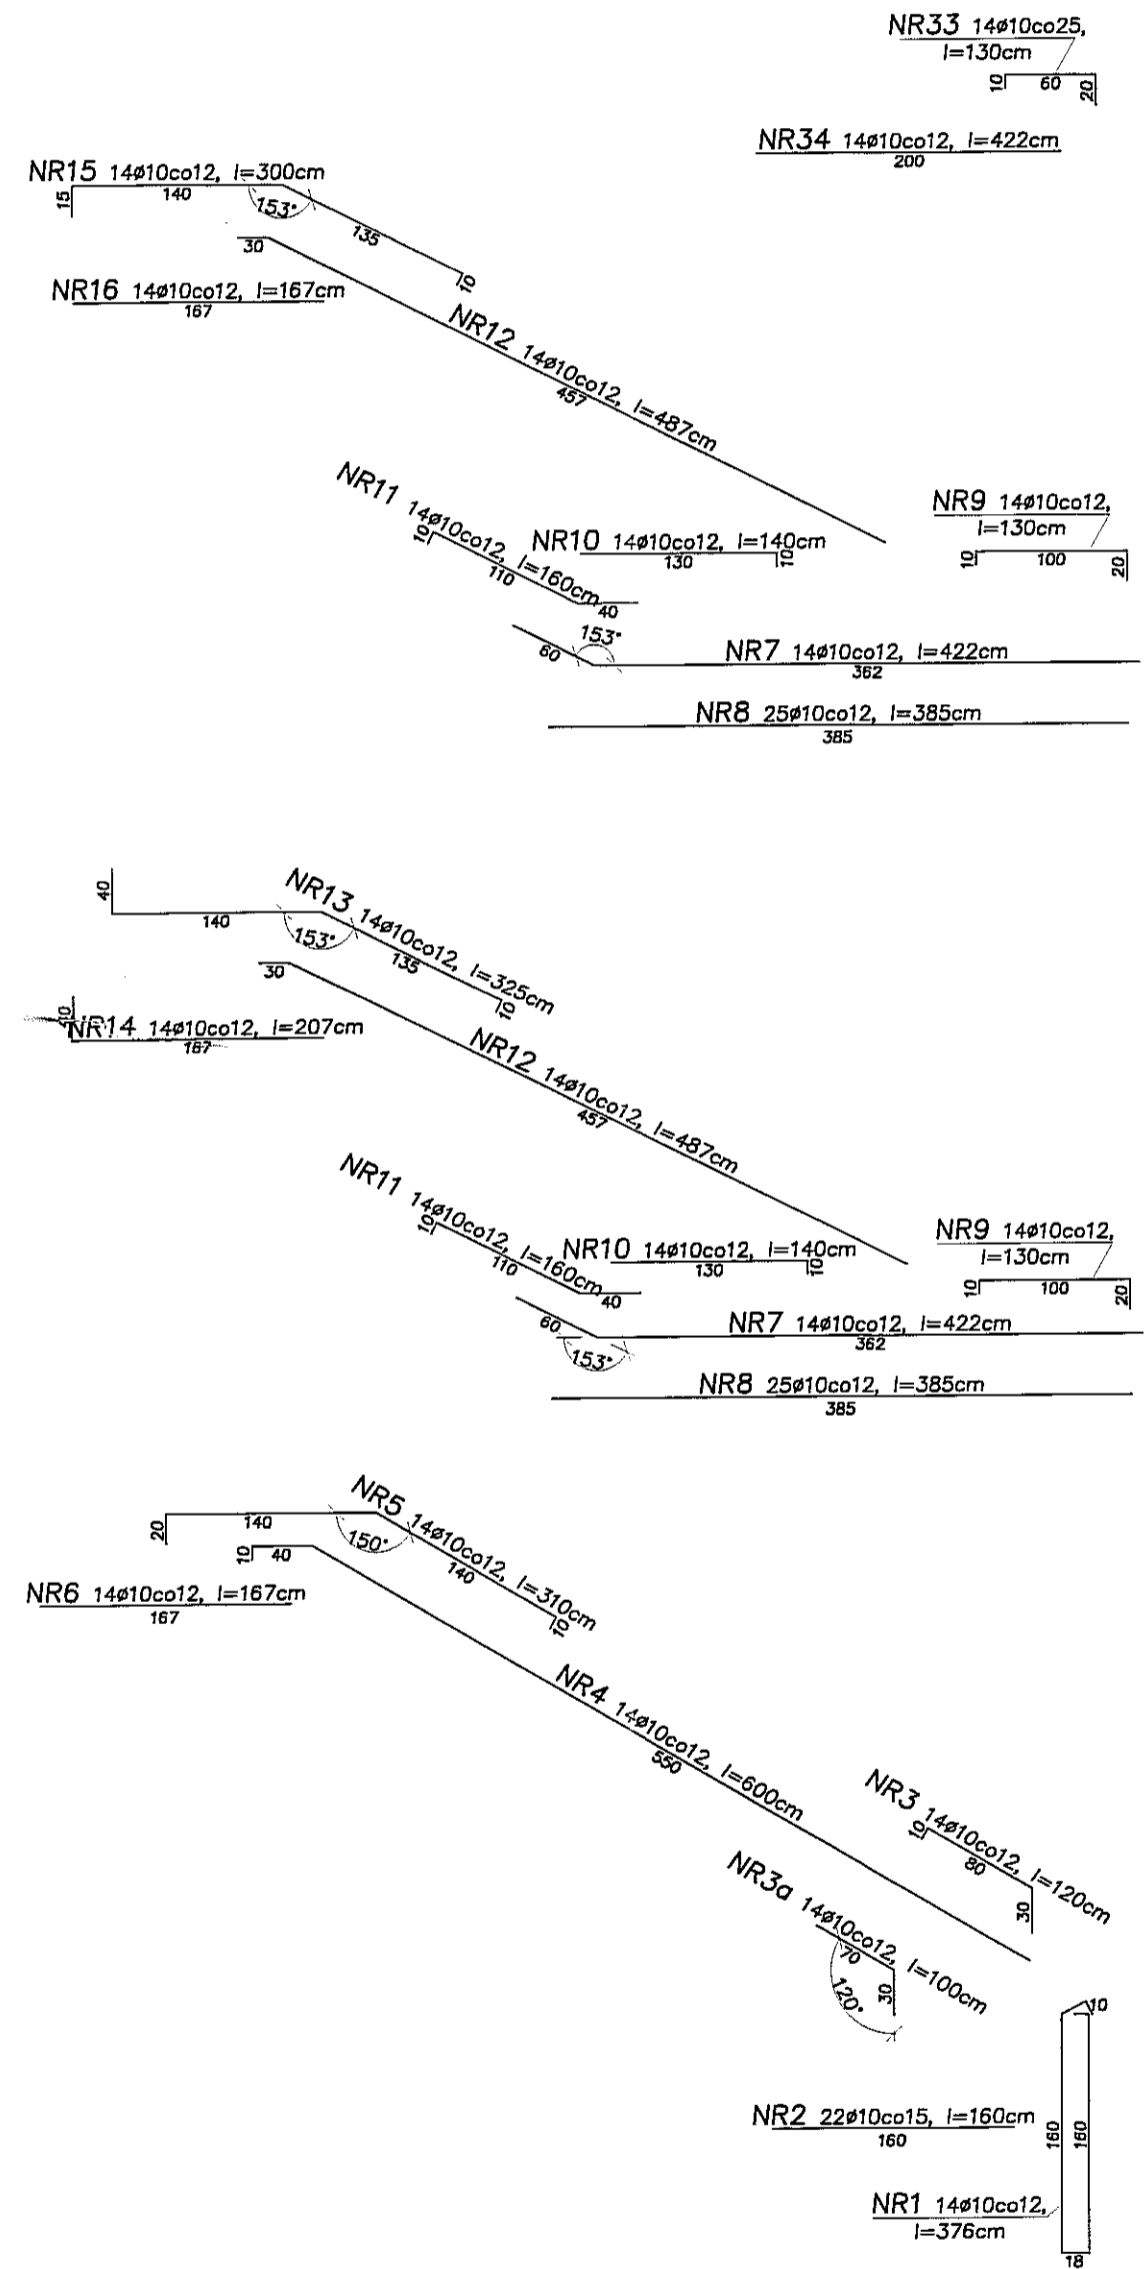 NR33 14ø10co25,
l=130cm
10 60 20
NR34 14ø10co12, l=422cm
200
NR15 14ø10co12, l=300cm
15 140
153°
135
10
30
NR16 14ø10co12, l=167cm
167
NR12 14ø10co12, l=487cm
457
NR11 14ø10co12, l=160cm
10 110 40
NR10 14ø10co12, l=140cm
130 10
NR9 14ø10co12,
l=130cm
10 100 20
60 153°
NR7 14ø10co12, l=422cm
362
NR8 25ø10co12, l=385cm
385
40 140
NR13 14ø10co12, l=325cm
153° 135 10
30
NR14 14ø10co12, l=207cm
NR12 14ø10co12, l=487cm
457
NR11 14ø10co12, l=160cm
10 110 40
NR10 14ø10co12, l=140cm
130 10
NR9 14ø10co12,
l=130cm
10 100 20
60
NR7 14ø10co12, l=422cm
362
153°
NR8 25ø10co12, l=385cm
385
NR5 14ø10co12, l=310cm
20 140 150° 140 10
10 40
NR6 14ø10co12, l=167cm
167
NR4 14ø10co12, l=600cm
550
NR3 14ø10co12, l=120cm
10 80 30
NR3a 14ø10co12, l=100cm
70 30
120°
10
NR2 22ø10co15, l=160cm
160
160 160
NR1 14ø10co12,
l=376cm
18